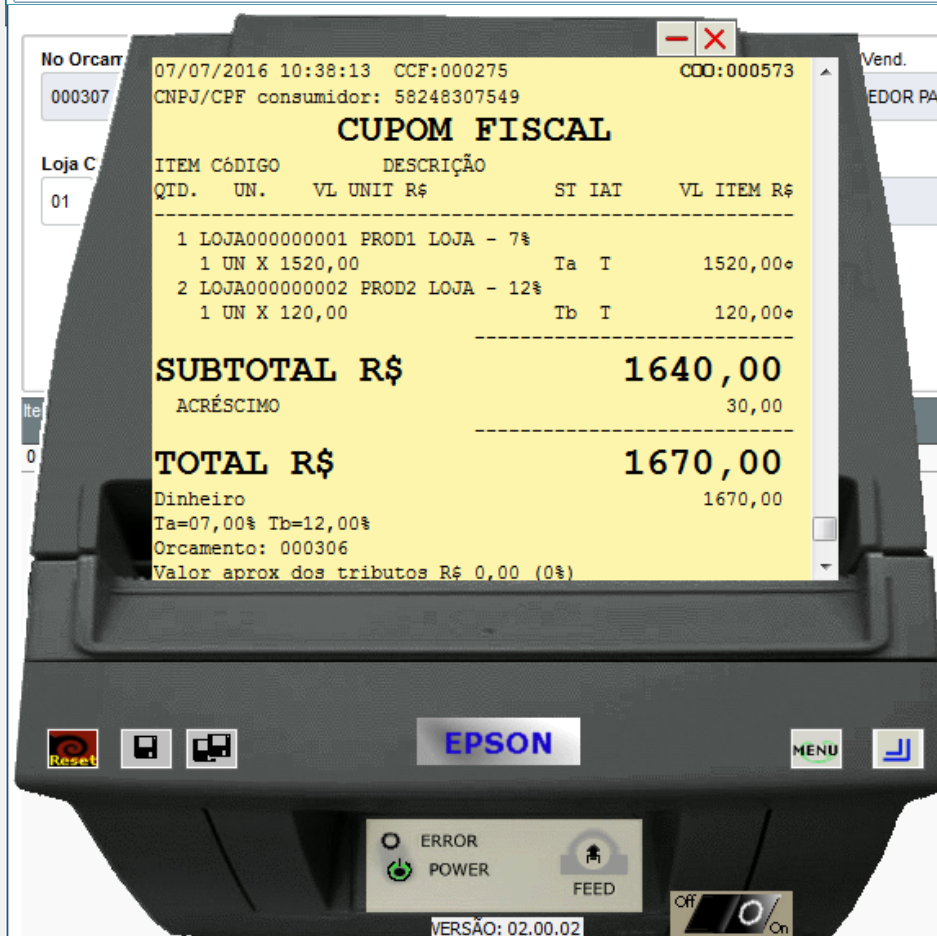 No Orcam
Vend.
000307
EDOR PA
Loja C
01
Ite
0
07/07/2016 10:38:13 CCF:000275 COO:000573
CNPJ/CPF consumidor: 58248307549
CUPOM FISCAL
ITEM CóDIGO DESCRIÇÃO
QTD. UN. VL UNIT R$ ST IAT VL ITEM R$
1 LOJA000000001 PROD1 LOJA - 7%
1 UN X 1520,00 Ta T 1520,00¢
2 LOJA000000002 PROD2 LOJA - 12%
1 UN X 120,00 Tb T 120,00¢
SUBTOTAL R$ 1640,00
ACRÉSCIMO 30,00
TOTAL R$ 1670,00
Dinheiro 1670,00
Ta=07,00% Tb=12,00%
Orcamento: 000306
Valor aprox dos tributos R$ 0,00 (0%)
Reset
EPSON
MENU
ERROR
POWER
FEED
Off
On
VERSÃO: 02.00.02